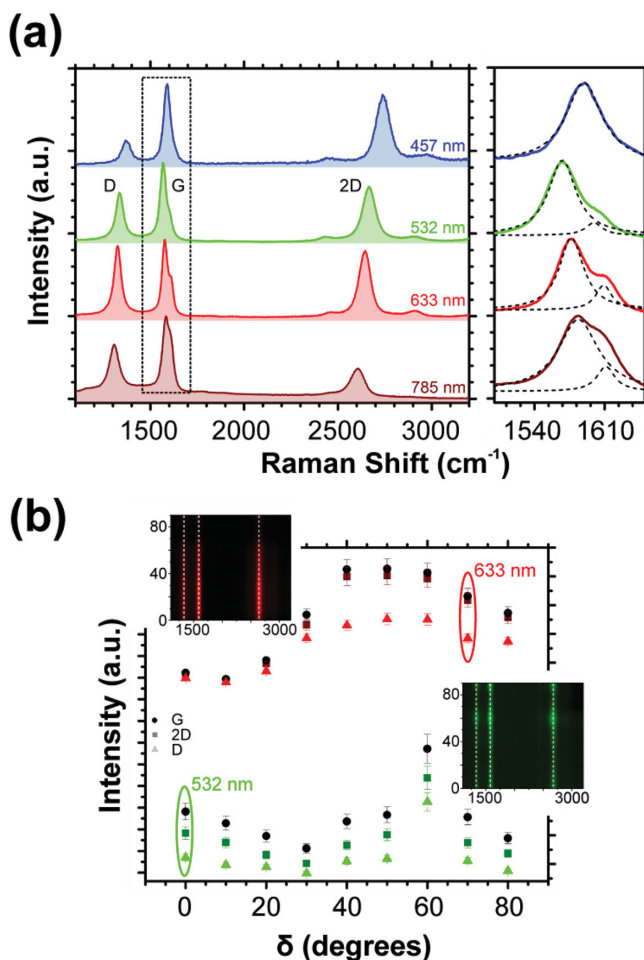 (a)
457 nm
D
G
2D
532 nm
633 nm
785 nm
Intensity (a.u.)
1500
2000
2500
3000
1540
1610
Raman Shift (cm⁻¹)
(b)
80
40
0
1500
3000
633 nm
G
2D
D
80
40
0
1500
3000
532 nm
Intensity (a.u.)
0
20
40
60
80
δ (degrees)